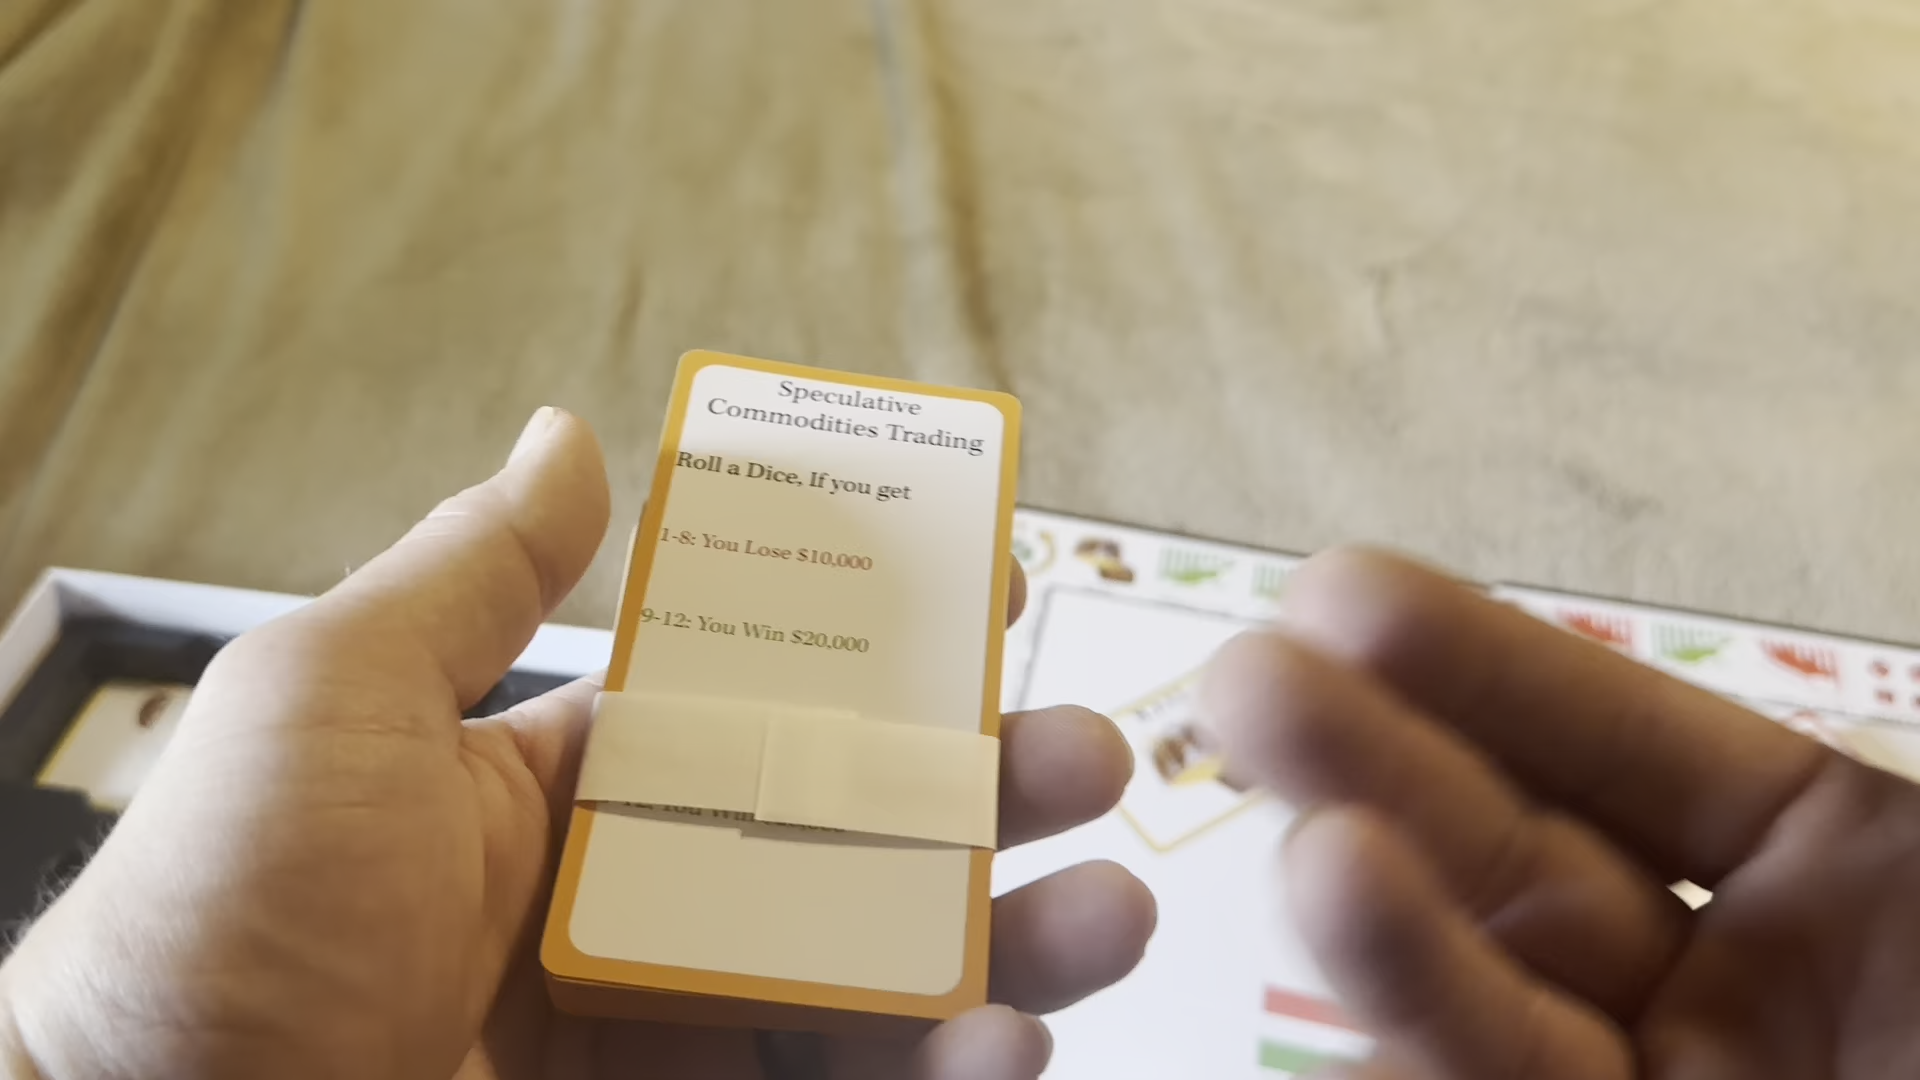 Speculative
Commodities Trading
Roll a Dice, If you get
1-8: You Lose $10,000
9-12: You Win $20,000